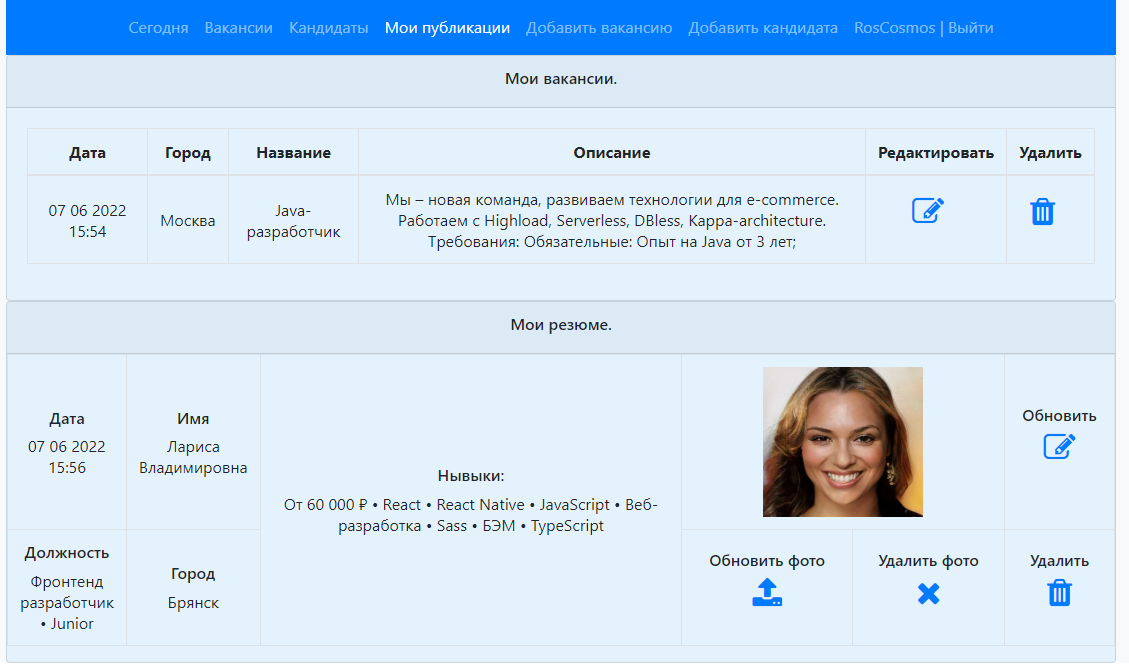 Сегодня Вакансии Кандидаты Мои публикации Добавить вакансию Добавить кандидата RosCosmos | Выйти
Мои вакансии.
Дата Город Название Описание Редактировать Удалить
07 06 2022
15:54
Москва
Java-
разработчик
Мы – новая команда, развиваем технологии для e-commerce.
Работаем с Highload, Serverless, DBless, Kappa-architecture.
Требования: Обязательные: Опыт на Java от 3 лет;
Мои резюме.
Дата
07 06 2022
15:56
Имя
Лариса
Владимировна
Нывыки:
От 60 000 ₽ • React • React Native • JavaScript • Веб-
разработка • Sass • БЭМ • TypeScript
Обновить
Должность
Фронтенд
разработчик
• Junior
Город
Брянск
Обновить фото
Удалить фото
Удалить